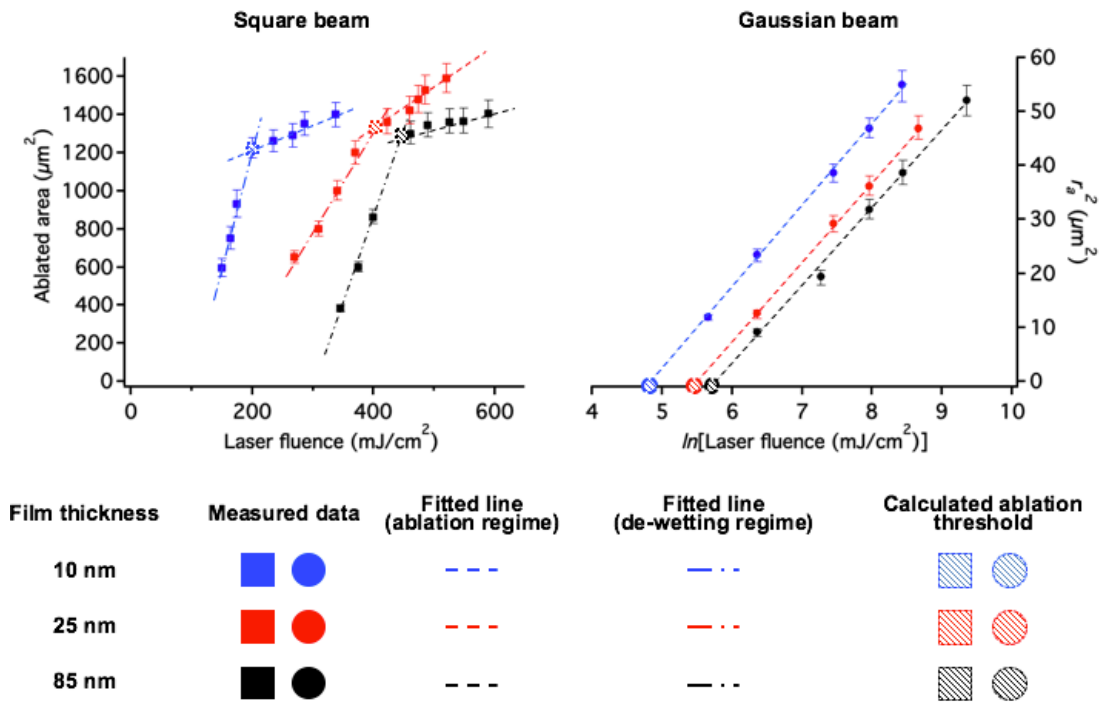 Square beam
Gaussian beam
Ablated area (μm²)
1600
1400
1200
1000
800
600
400
200
0
0
200
400
600
Laser fluence (mJ/cm²)
60
50
40
30
20
10
0
rₐ² (μm²)
4
5
6
7
8
9
10
ln[Laser fluence (mJ/cm²)]
Film thickness
Measured data
Fitted line
(ablation regime)
Fitted line
(de-wetting regime)
Calculated ablation
threshold
10 nm
25 nm
85 nm